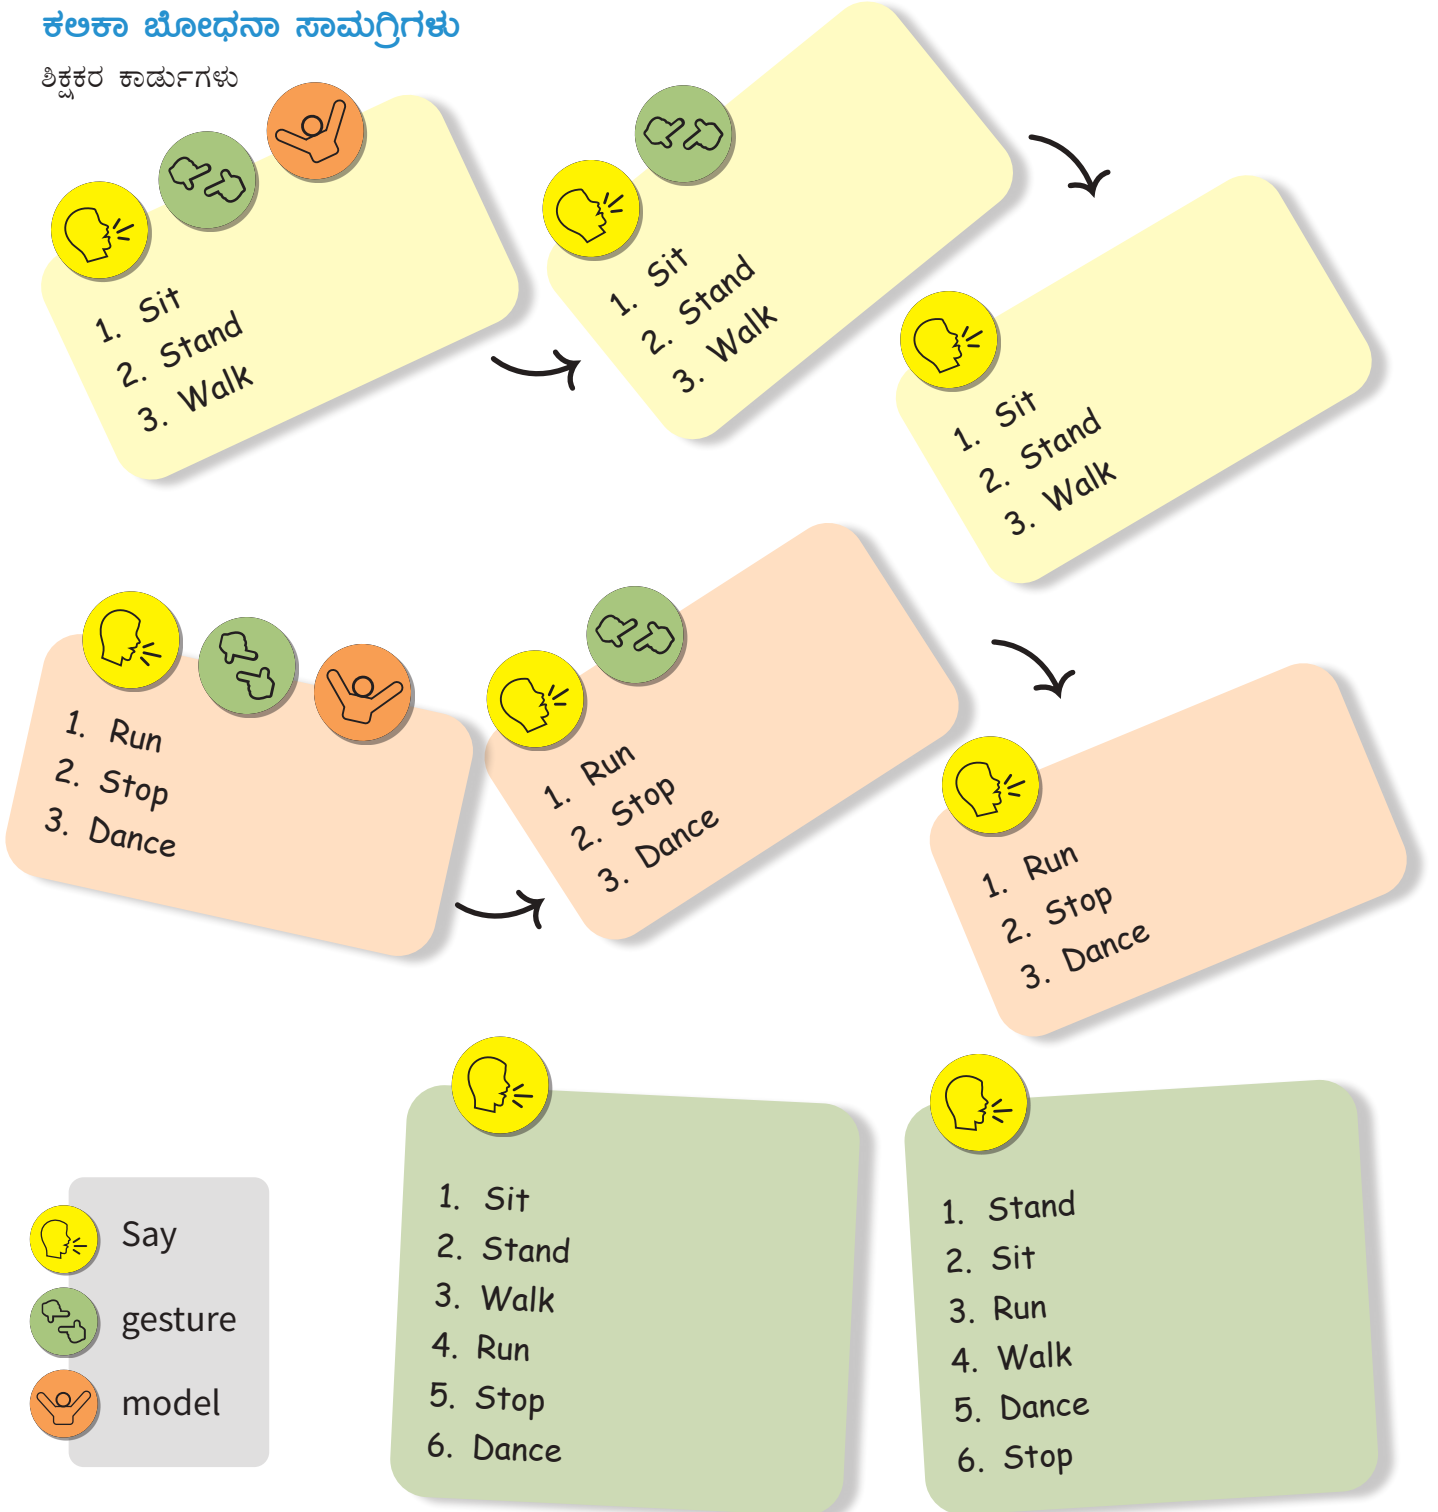 ಕಲಿಕಾ ಬೋಧನಾ ಸಾಮಗ್ರಿಗಳು
ಶಿಕ್ಷಕರ ಕಾರ್ಡುಗಳು
1. Sit
2. Stand
3. Walk
1. Sit
2. Stand
3. Walk
1. Sit
2. Stand
3. Walk
1. Run
2. Stop
3. Dance
1. Run
2. Stop
3. Dance
1. Run
2. Stop
3. Dance
Say
gesture
model
1. Sit
2. Stand
3. Walk
4. Run
5. Stop
6. Dance
1. Stand
2. Sit
3. Run
4. Walk
5. Dance
6. Stop